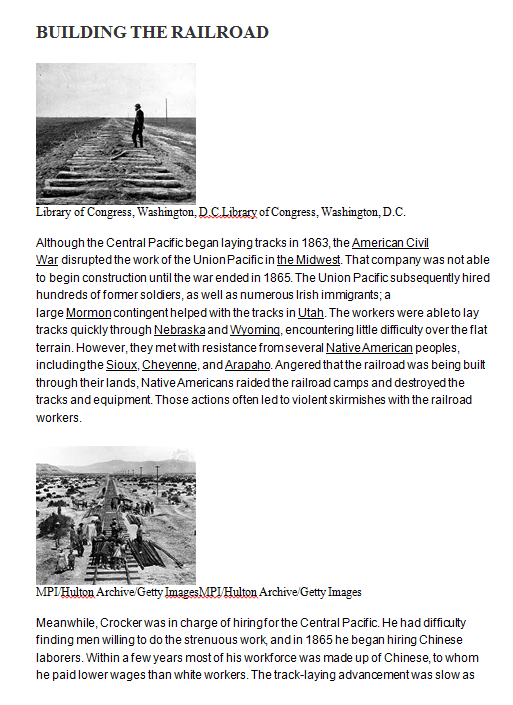 BUILDING THE RAILROAD
Library of Congress, Washington, D.C.Library of Congress, Washington, D.C.
Although the Central Pacific began laying tracks in 1863, the American Civil
War disrupted the work of the Union Pacific in the Midwest. That company was not able
to begin construction until the war ended in 1865. The Union Pacific subsequently hired
hundreds of former soldiers, as well as numerous Irish immigrants; a
large Mormon contingent helped with the tracks in Utah. The workers were able to lay
tracks quickly through Nebraska and Wyoming, encountering little difficulty over the flat
terrain. However, they met with resistance from several Native American peoples,
including the Sioux, Cheyenne, and Arapaho. Angered that the railroad was being built
through their lands, Native Americans raided the railroad camps and destroyed the
tracks and equipment. Those actions often led to violent skirmishes with the railroad
workers.
MPI/Hulton Archive/Getty ImagesMPI/Hulton Archive/Getty Images
Meanwhile, Crocker was in charge of hiring for the Central Pacific. He had difficulty
finding men willing to do the strenuous work, and in 1865 he began hiring Chinese
laborers. Within a few years most of his workforce was made up of Chinese, to whom
he paid lower wages than white workers. The track-laying advancement was slow as